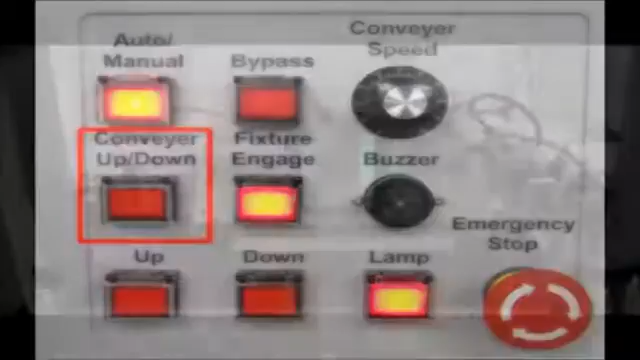 Auto/
Manual
Bypass
Conveyer
Speed
Conveyer
Up/Down
Fixture
Engage
Buzzer
Emergency
Stop
Up
Down
Lamp